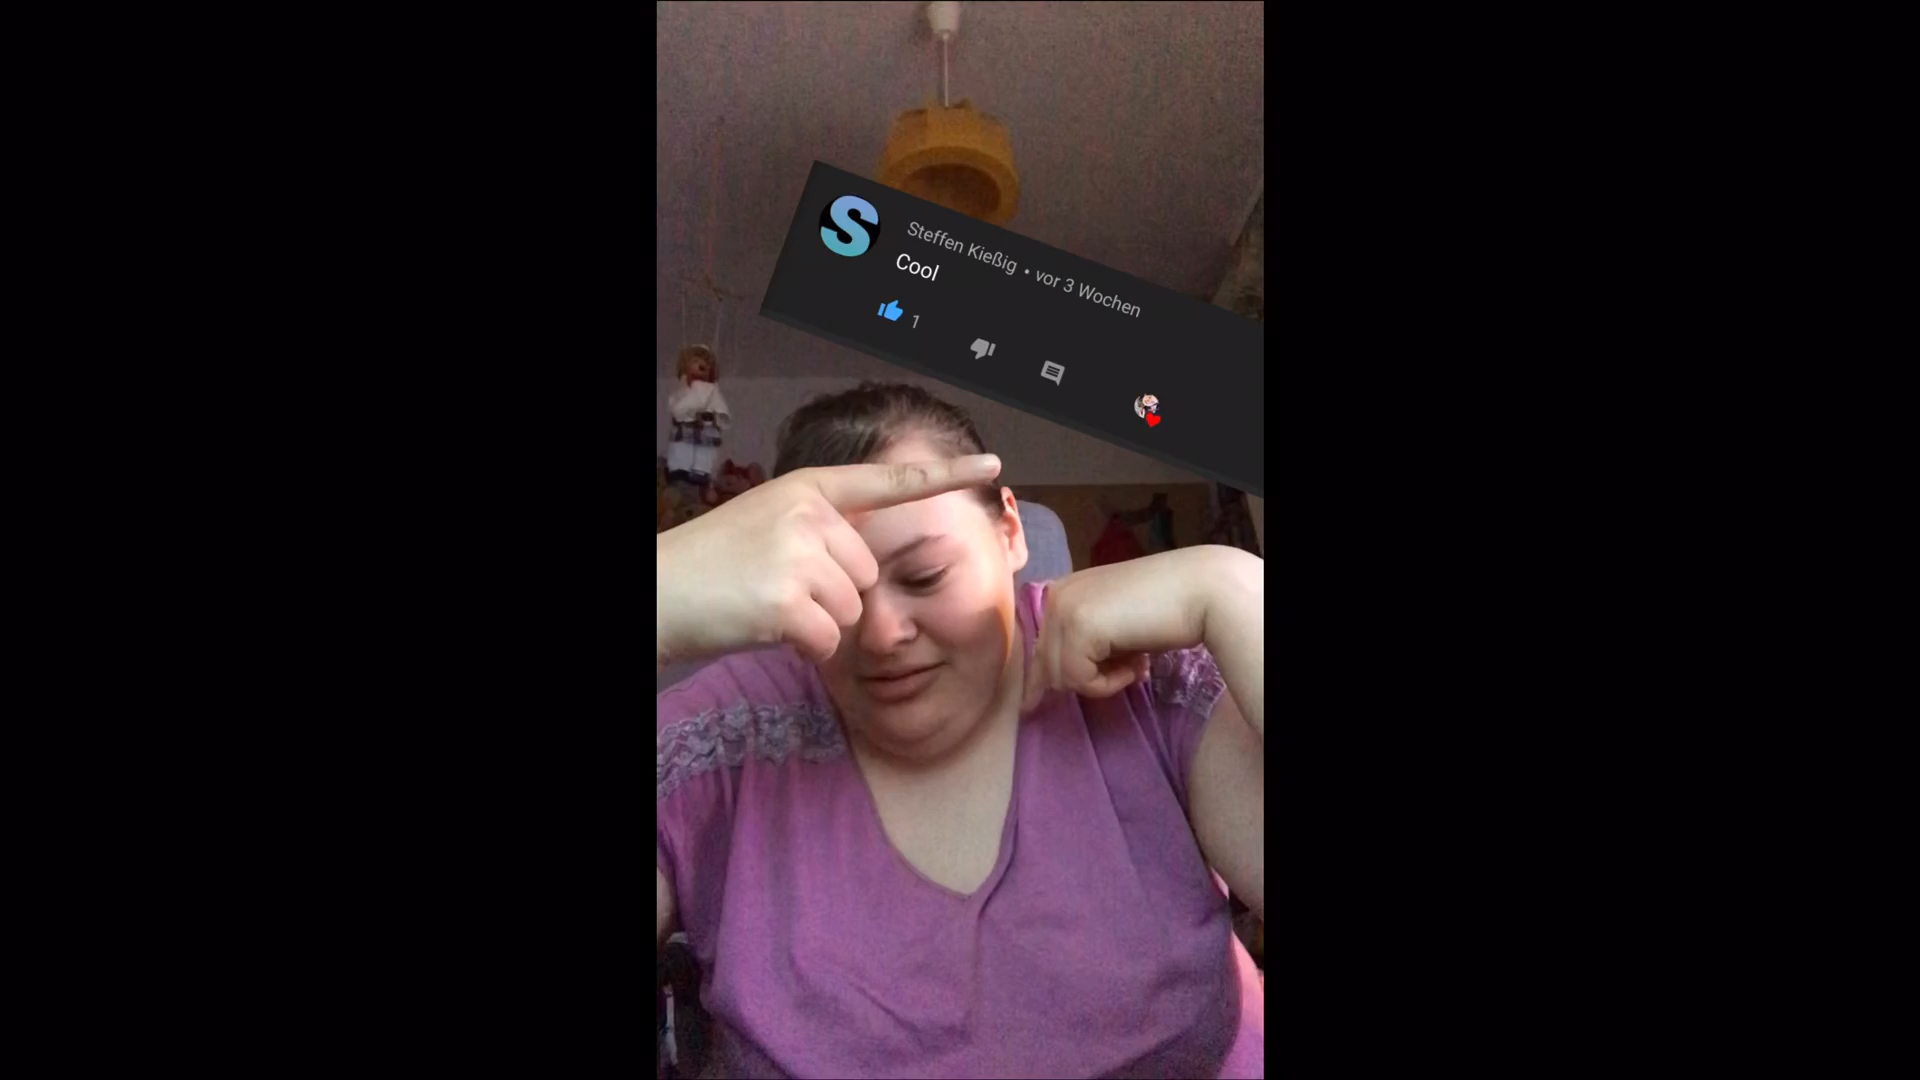 S
Steffen Kießig • vor 3 Wochen
Cool
1